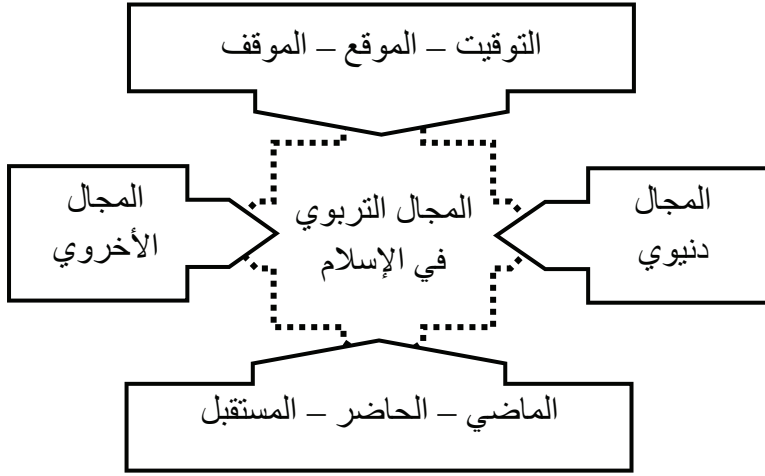 التوقيت – الموقع – الموقف
المجال
دنيوي
المجال التربوي
في الإسلام
المجال
الأخروي
الماضي – الحاضر – المستقبل